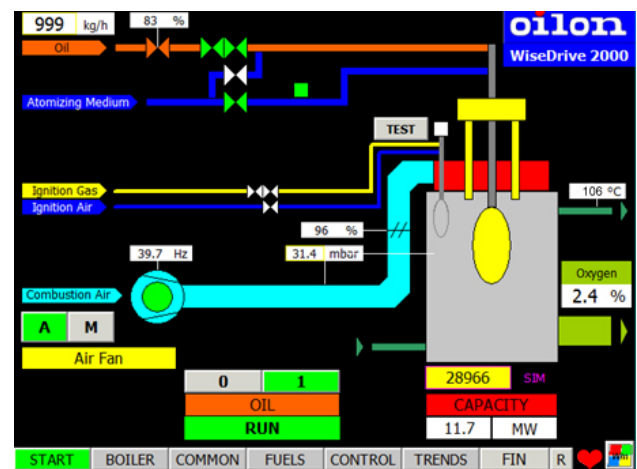 999 kg/h
83 %
oilon
WiseDrive 2000
Oil
Atomizing Medium
TEST
Ignition Gas
Ignition Air
106 °C
96 %
39.7 Hz
31.4 mbar
Oxygen
2.4 %
Combustion Air
A M
Air Fan
0 1
OIL
RUN
28966 SIM
CAPACITY
11.7 MW
START BOILER COMMON FUELS CONTROL TRENDS FIN R